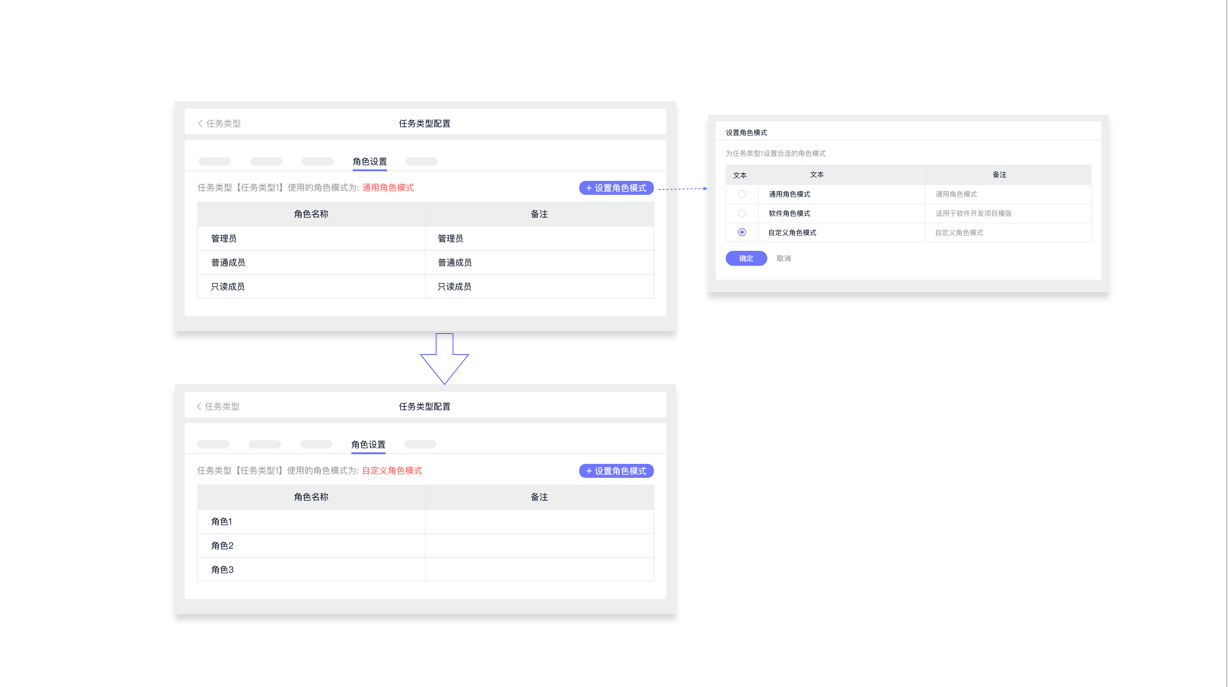 任务类型
任务类型配置
角色设置
任务类型【任务类型1】使用的角色模式为: 通用角色模式
+ 设置角色模式
角色名称 备注
管理员 管理员
普通成员 普通成员
只读成员 只读成员
设置角色模式
为任务类型1设置合适的角色模式
文本 文本 备注
通用角色模式 通用角色模式
软件角色模式 适用于软件开发项目模版
自定义角色模式 自定义角色模式
确定 取消
任务类型
任务类型配置
角色设置
任务类型【任务类型1】使用的角色模式为: 自定义角色模式
+ 设置角色模式
角色名称 备注
角色1
角色2
角色3